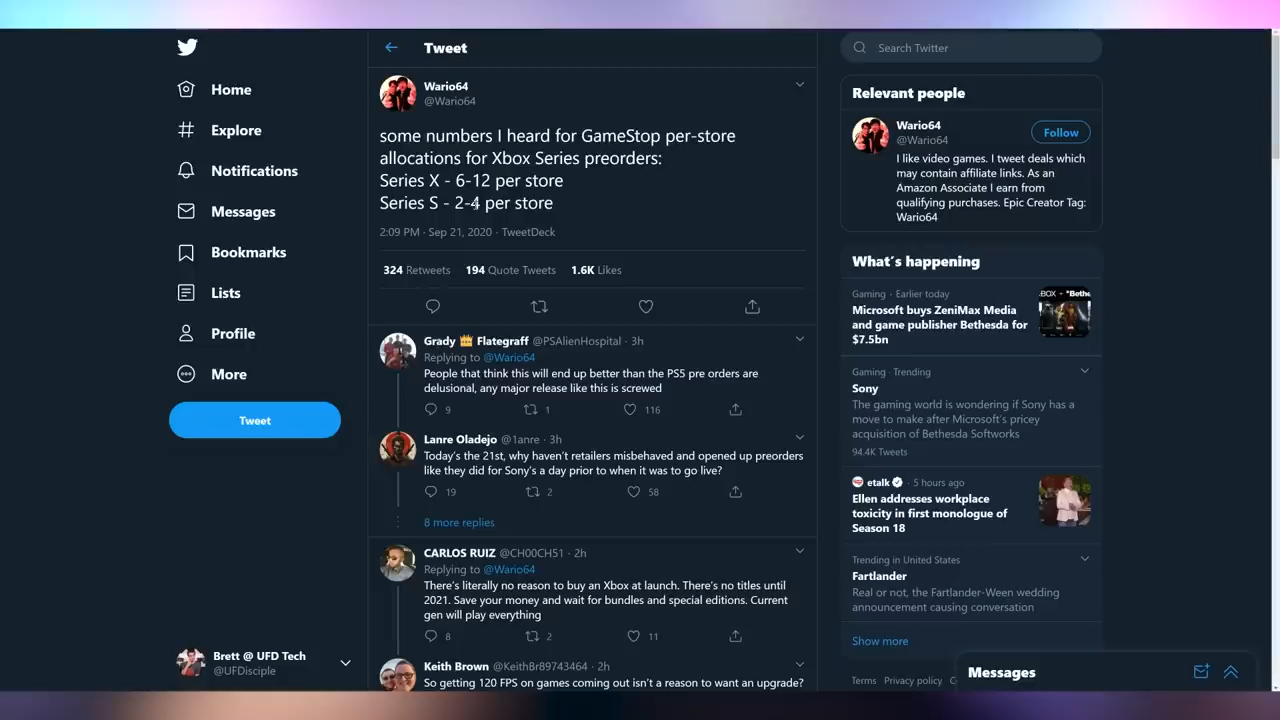 Home
Explore
Notifications
Messages
Bookmarks
Lists
Profile
More
Tweet
Brett @ UFD Tech
@UFDisciple
Tweet
Wario64
@Wario64
some numbers I heard for GameStop per-store
allocations for Xbox Series preorders:
Series X - 6-12 per store
Series S - 2-4 per store
2:09 PM · Sep 21, 2020 · TweetDeck
324 Retweets 194 Quote Tweets 1.6K Likes
Grady 👑 Flategraff @PSAlienHospital · 3h
Replying to @Wario64
People that think this will end up better than the PS5 pre orders are
delusional, any major release like this is screwed
9 1 116
Lanre Oladejo @1anre · 3h
Today's the 21st, why haven't retailers misbehaved and opened up preorders
like they did for Sony's a day prior to when it was to go live?
19 2 58
8 more replies
CARLOS RUIZ @CH00CH51 · 2h
Replying to @Wario64
There's literally no reason to buy an Xbox at launch. There's no titles until
2021. Save your money and wait for bundles and special editions. Current
gen will play everything
8 2 11
Keith Brown @KeithBr89743464 · 2h
So getting 120 FPS on games coming out isn't a reason to want an upgrade?
Search Twitter
Relevant people
Wario64
@Wario64
Follow
I like video games. I tweet deals which
may contain affiliate links. As an
Amazon Associate I earn from
qualifying purchases. Epic Creator Tag:
Wario64
What's happening
Gaming · Earlier today
Microsoft buys ZeniMax Media
and game publisher Bethesda for
$7.5bn
Gaming · Trending
Sony
The gaming world is wondering if Sony has a
move to make after Microsoft's pricey
acquisition of Bethesda Softworks
94.4K Tweets
etalk · 5 hours ago
Ellen addresses workplace
toxicity in first monologue of
Season 18
Trending in United States
Fartlander
Real or not, the Fartlander-Ween wedding
announcement causing conversation
Show more
Terms Privacy policy
Messages